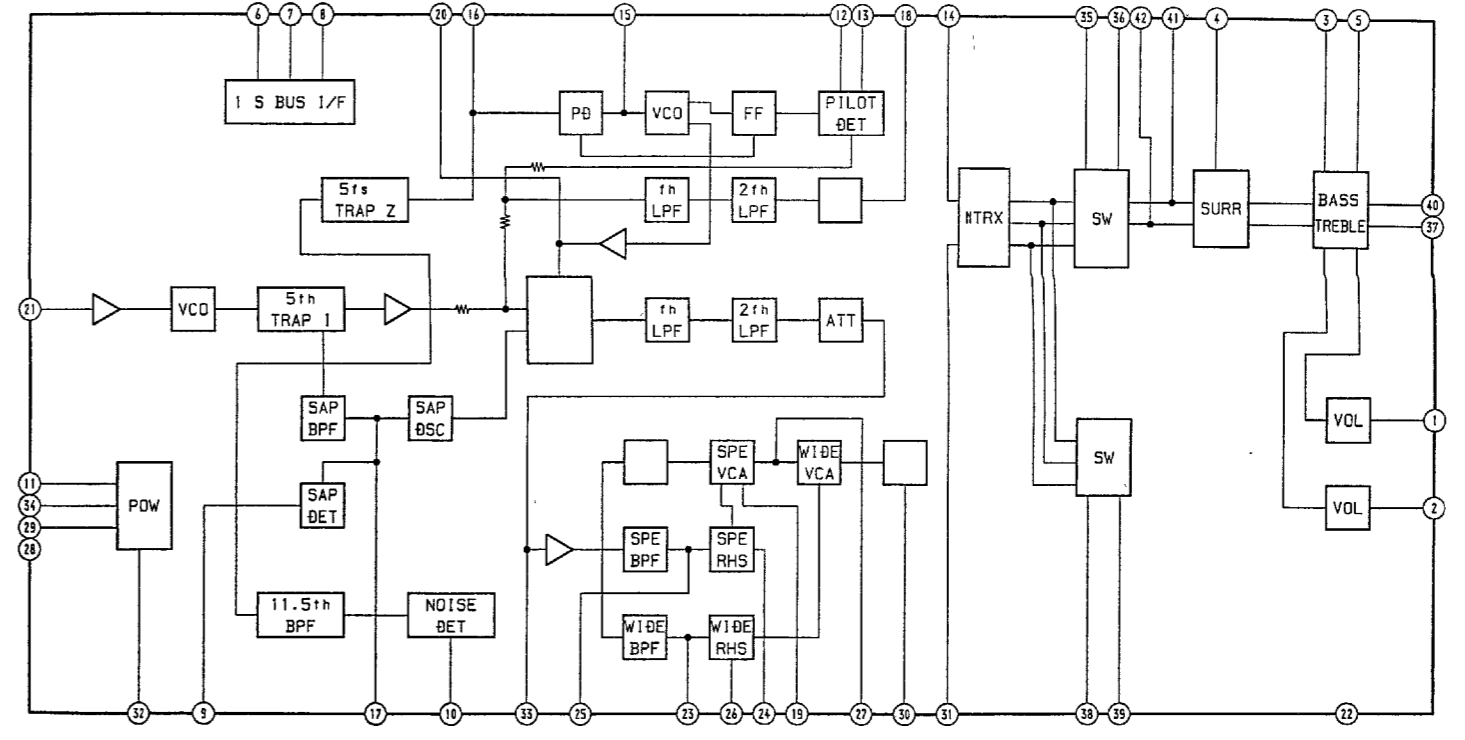 6 7 8 20 16 15 12 13 18 14 35 36 42 41 4 3 5
I S BUS I/F
PD
VCO
FF
PILOT
DET
5fs
TRAP Z
fh
LPF
2fh
LPF
MTRX
SW
SURR
BASS
TREBLE
40
37
21
VCO
5th
TRAP 1
fh
LPF
2fh
LPF
ATT
SAP
BPF
SAP
DSC
VOL
1
SPE
VCA
WIDE
VCA
SW
11
34
29
28
POW
SAP
DET
VOL
2
SPE
BPF
SPE
RHS
11.5th
BPF
NOISE
DET
WIDE
BPF
WIDE
RHS
32 9 17 10 33 25 23 26 24 19 27 30 31 38 39 22